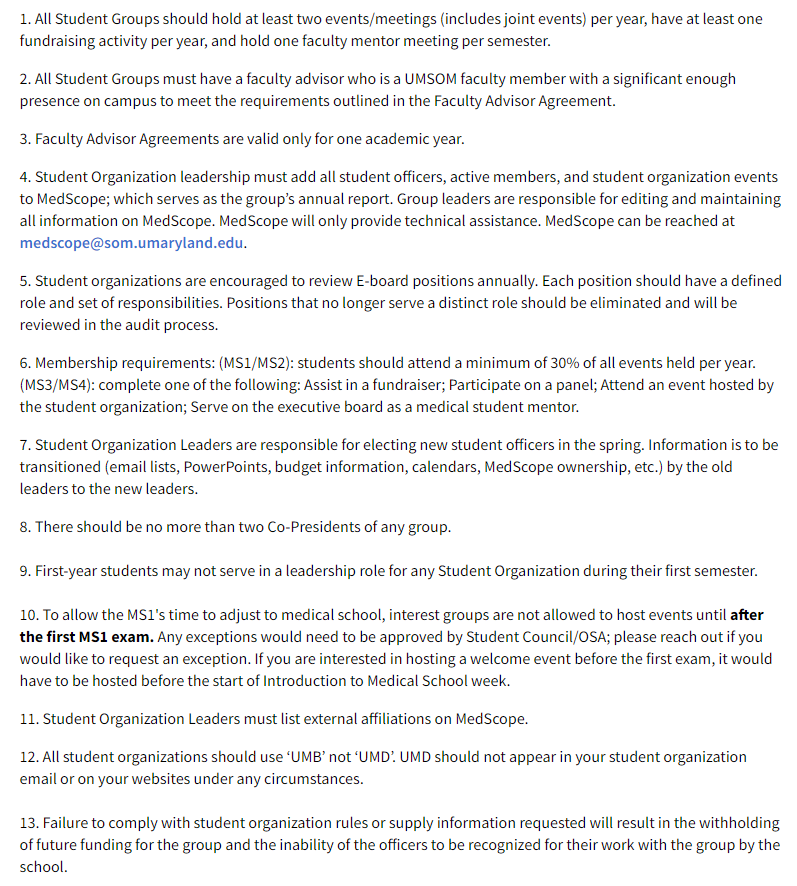 1. All Student Groups should hold at least two events/meetings (includes joint events) per year, have at least one
fundraising activity per year, and hold one faculty mentor meeting per semester.
2. All Student Groups must have a faculty advisor who is a UMSOM faculty member with a significant enough
presence on campus to meet the requirements outlined in the Faculty Advisor Agreement.
3. Faculty Advisor Agreements are valid only for one academic year.
4. Student Organization leadership must add all student officers, active members, and student organization events
to MedScope; which serves as the group’s annual report. Group leaders are responsible for editing and maintaining
all information on MedScope. MedScope will only provide technical assistance. MedScope can be reached at
medscope@som.umaryland.edu.
5. Student organizations are encouraged to review E-board positions annually. Each position should have a defined
role and set of responsibilities. Positions that no longer serve a distinct role should be eliminated and will be
reviewed in the audit process.
6. Membership requirements: (MS1/MS2): students should attend a minimum of 30% of all events held per year.
(MS3/MS4): complete one of the following: Assist in a fundraiser; Participate on a panel; Attend an event hosted by
the student organization; Serve on the executive board as a medical student mentor.
7. Student Organization Leaders are responsible for electing new student officers in the spring. Information is to be
transitioned (email lists, PowerPoints, budget information, calendars, MedScope ownership, etc.) by the old
leaders to the new leaders.
8. There should be no more than two Co-Presidents of any group.
9. First-year students may not serve in a leadership role for any Student Organization during their first semester.
10. To allow the MS1's time to adjust to medical school, interest groups are not allowed to host events until after
the first MS1 exam. Any exceptions would need to be approved by Student Council/OSA; please reach out if you
would like to request an exception. If you are interested in hosting a welcome event before the first exam, it would
have to be hosted before the start of Introduction to Medical School week.
11. Student Organization Leaders must list external affiliations on MedScope.
12. All student organizations should use ‘UMB’ not ‘UMD’. UMD should not appear in your student organization
email or on your websites under any circumstances.
13. Failure to comply with student organization rules or supply information requested will result in the withholding
of future funding for the group and the inability of the officers to be recognized for their work with the group by the
school.